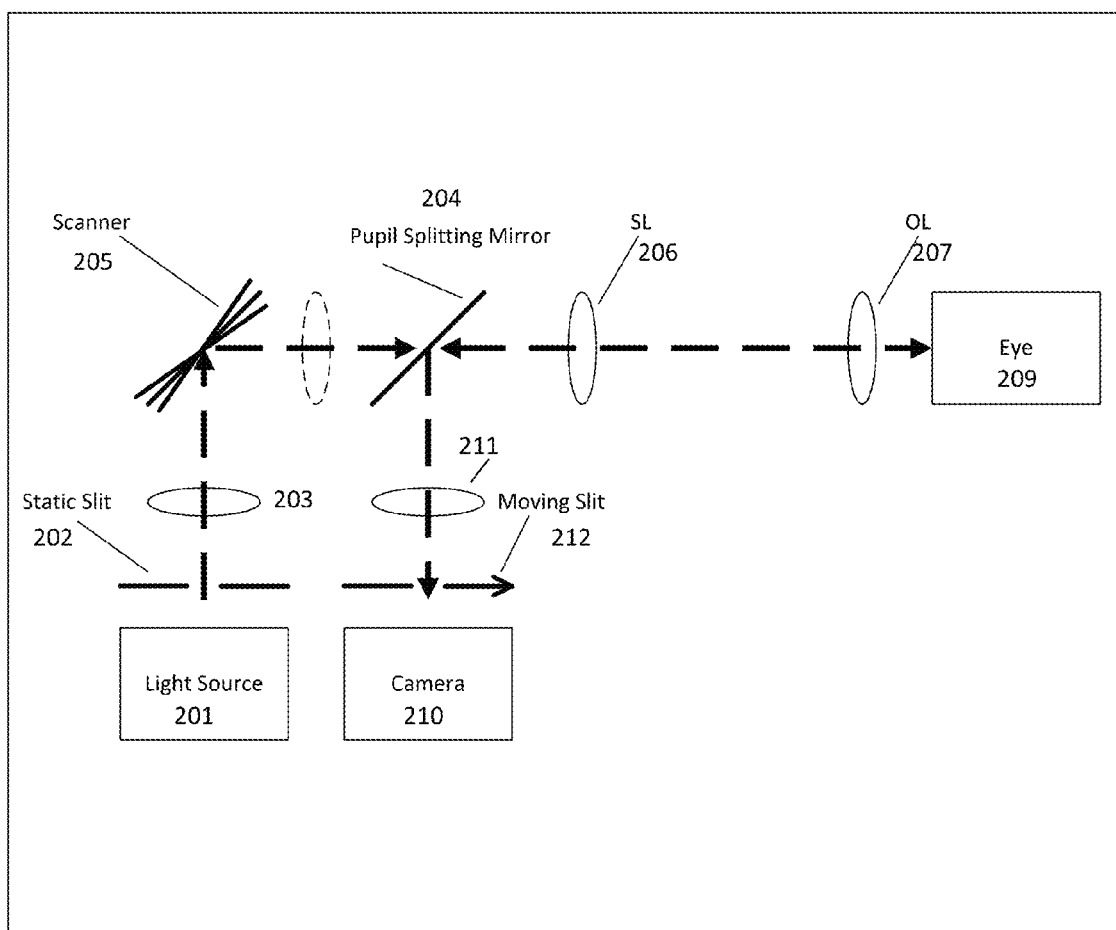 204
Pupil Splitting Mirror
Scanner
205
SL
206
OL
207
Eye
209
211
Static Slit
202
203
Moving Slit
212
Light Source
201
Camera
210